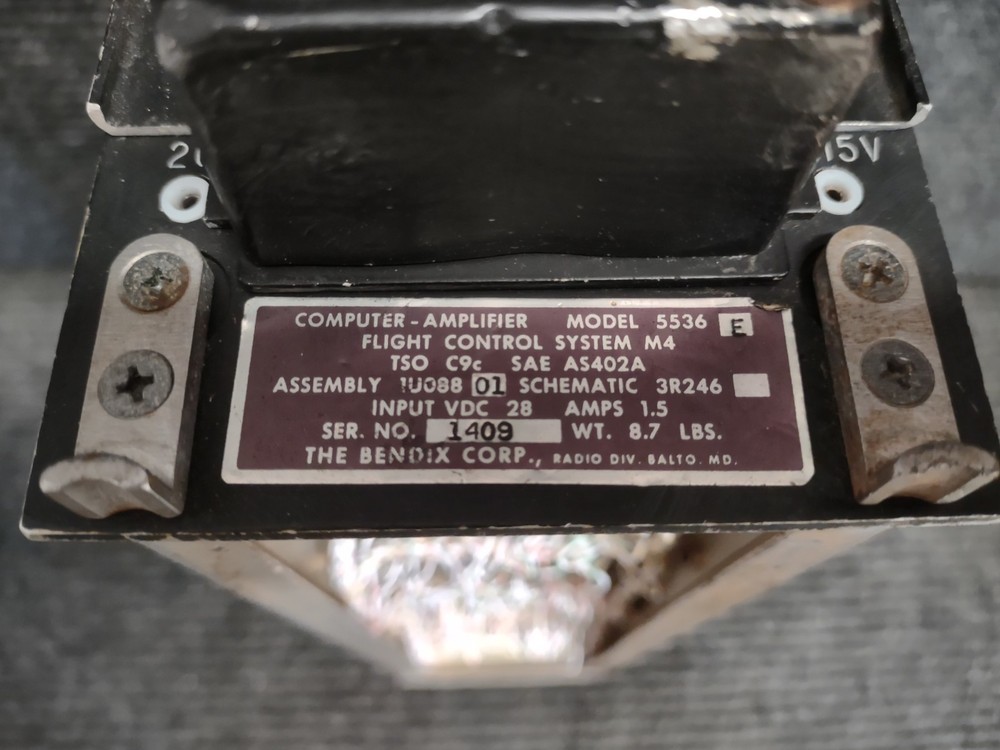 15V
COMPUTER-AMPLIFIER MODEL 5536 E
FLIGHT CONTROL SYSTEM M4
TSO C9c SAE AS402A
ASSEMBLY 1U088 01 SCHEMATIC 3R246
INPUT VDC 28 AMPS 1.5
SER. NO. 1409 WT. 8.7 LBS.
THE BENDIX CORP., RADIO DIV. BALTO. MD.